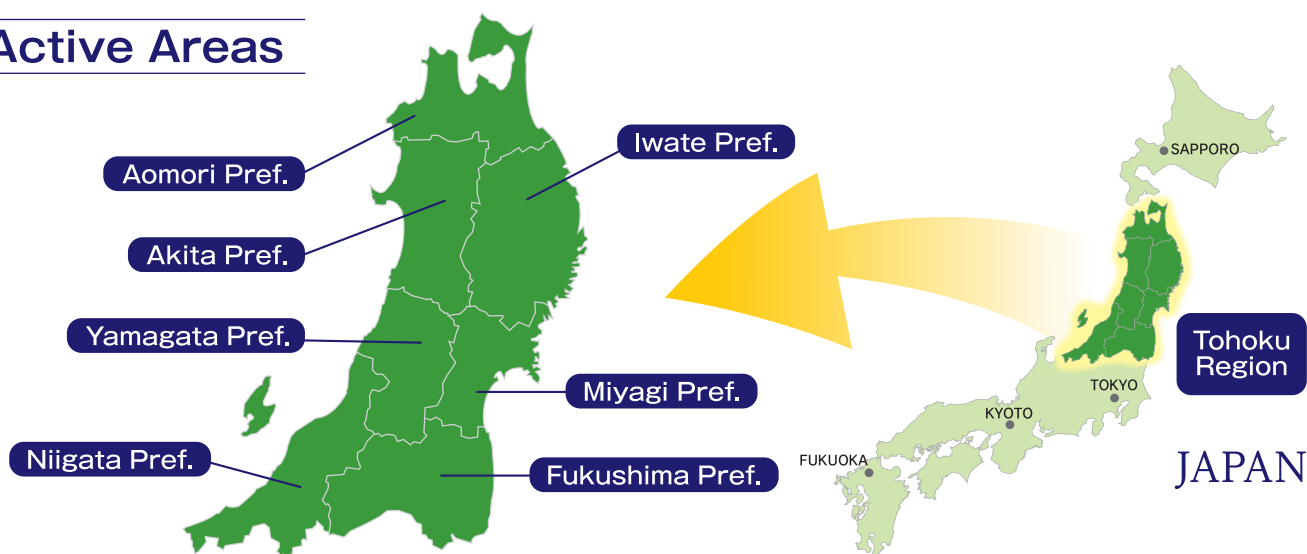 Active Areas
Iwate Pref.
Aomori Pref.
Akita Pref.
Yamagata Pref.
Miyagi Pref.
Niigata Pref.
Fukushima Pref.
SAPPORO
Tohoku
Region
TOKYO
KYOTO
FUKUOKA
JAPAN